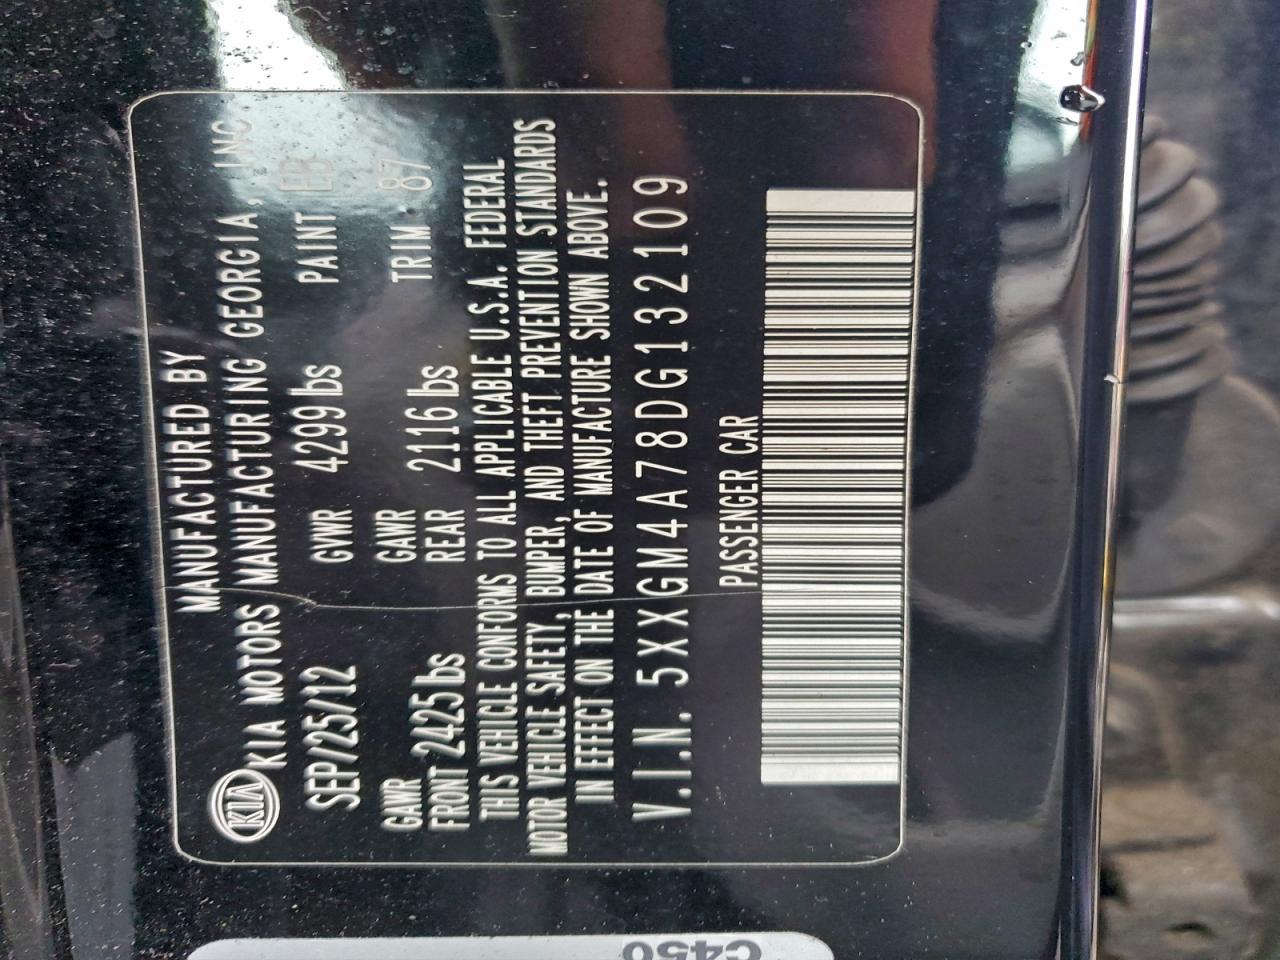 MANUFACTURED BY
KIA KIA MOTORS MANUFACTURING GEORGIA, INC
SEP/25/12 GVWR 4299 lbs PAINT EB
GAWR FRONT 2425 lbs GAWR REAR 2116 lbs TRIM. 87
THIS VEHICLE CONFORMS TO ALL APPLICABLE U.S.A. FEDERAL
MOTOR VEHICLE SAFETY, BUMPER, AND THEFT PREVENTION STANDARDS
IN EFFECT ON THE DATE OF MANUFACTURE SHOWN ABOVE.
V.I.N. 5XXGM4A78DG132109
PASSENGER CAR
C450